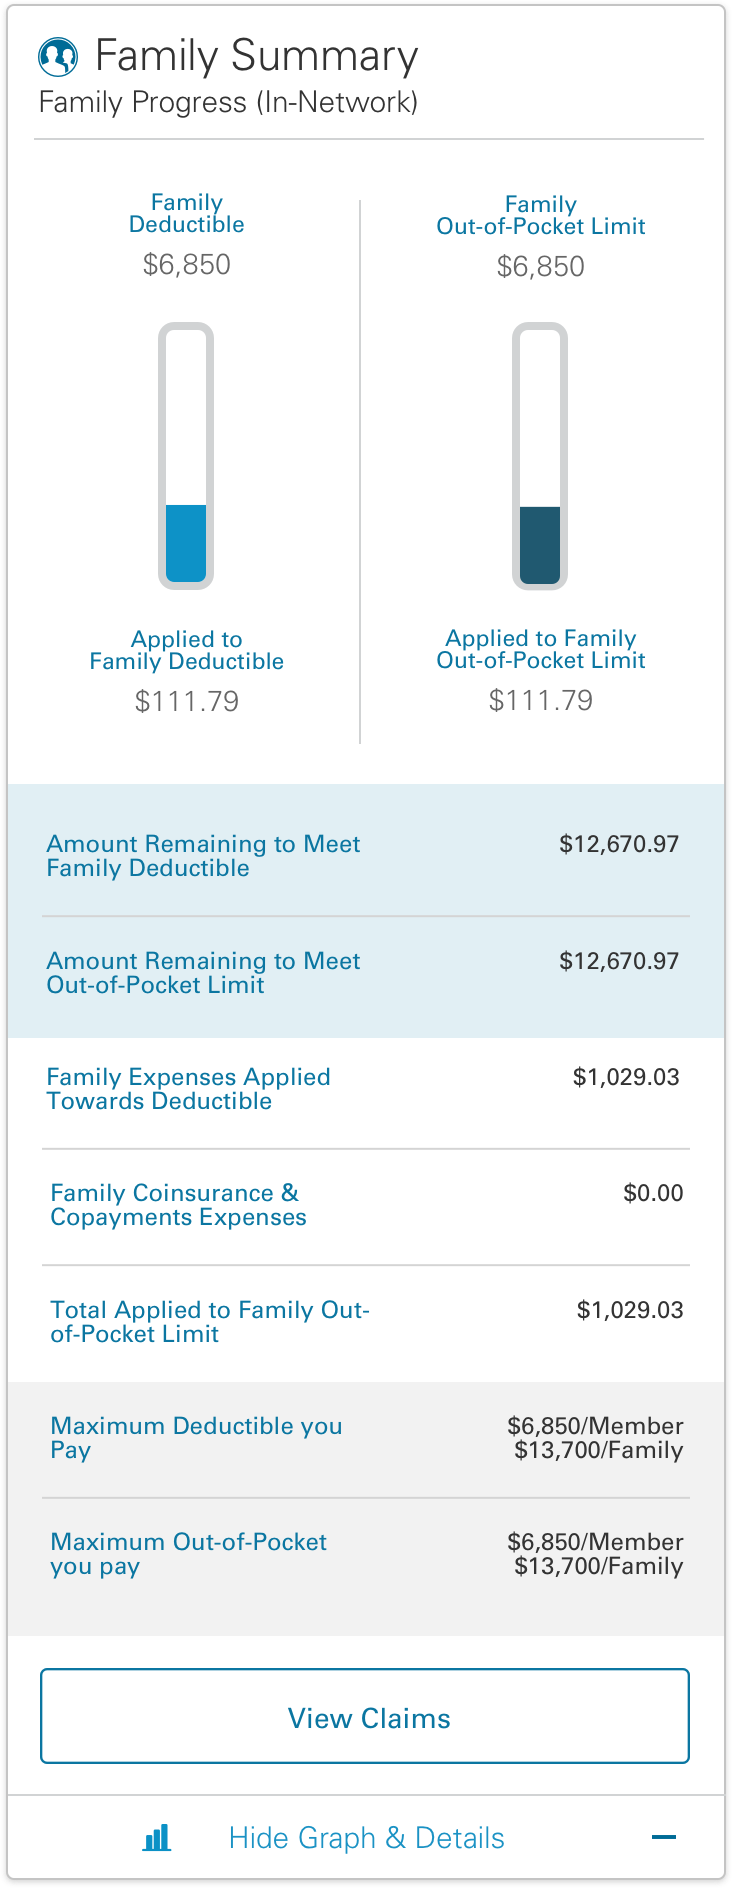 Family Summary
Family Progress (In-Network)
Family
Deductible
$6,850
Family
Out-of-Pocket Limit
$6,850
Applied to
Family Deductible
$111.79
Applied to Family
Out-of-Pocket Limit
$111.79
Amount Remaining to Meet
Family Deductible
$12,670.97
Amount Remaining to Meet
Out-of-Pocket Limit
$12,670.97
Family Expenses Applied
Towards Deductible
$1,029.03
Family Coinsurance &
Copayments Expenses
$0.00
Total Applied to Family Out-
of-Pocket Limit
$1,029.03
Maximum Deductible you
Pay
$6,850/Member
$13,700/Family
Maximum Out-of-Pocket
you pay
$6,850/Member
$13,700/Family
View Claims
Hide Graph & Details